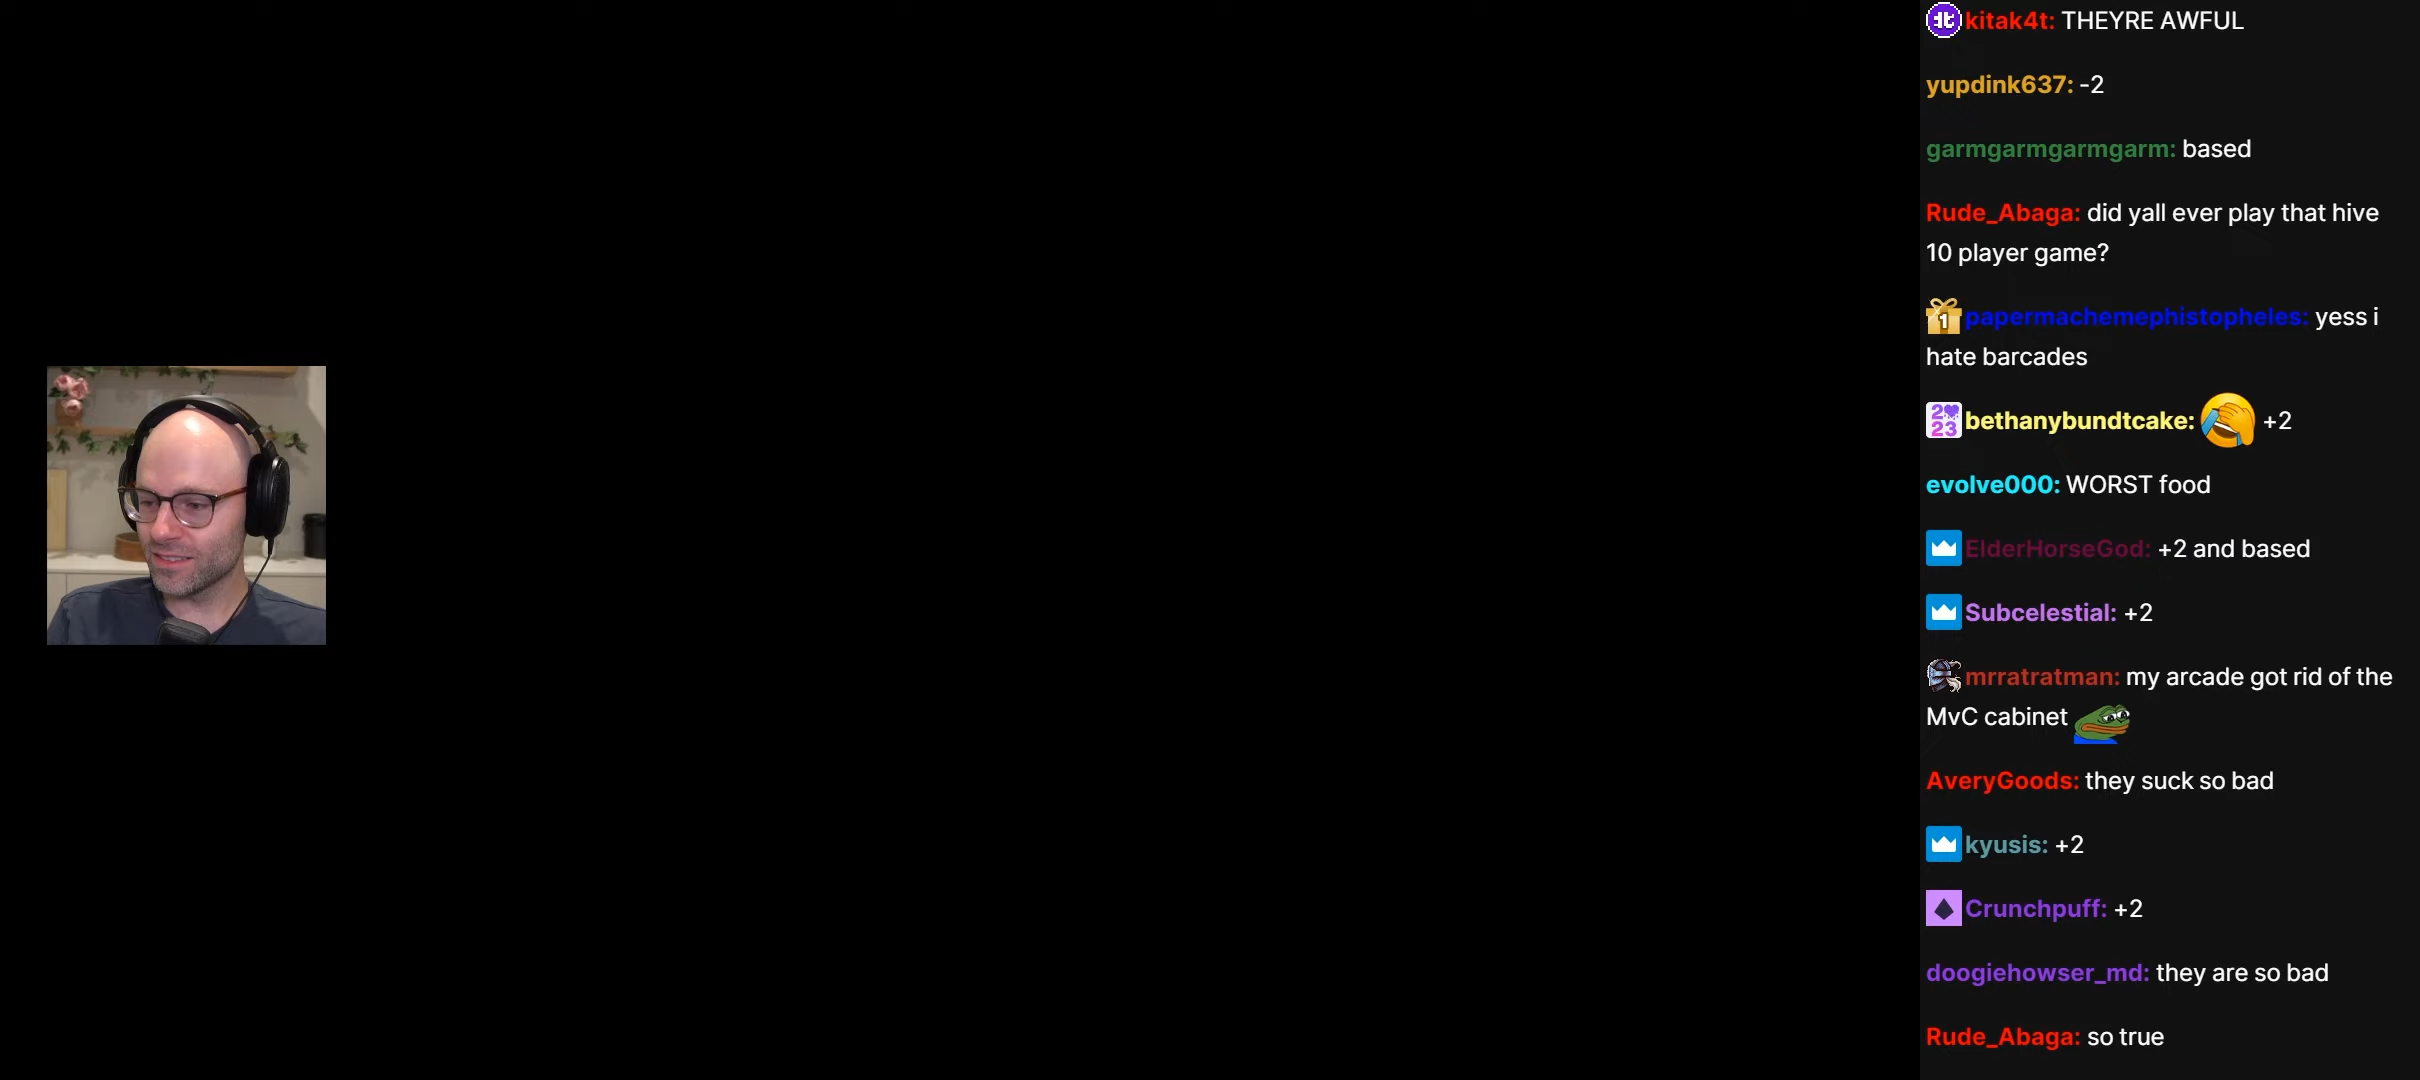 kitak4t: THEYRE AWFUL
yupdink637: -2
garmgarmgarmgarm: based
Rude_Abaga: did yall ever play that hive
10 player game?
1 papermachemephistopheles: yess i
hate barcades
2023 bethanybundtcake: +2
evolve000: WORST food
ElderHorseGod: +2 and based
Subcelestial: +2
mrratratman: my arcade got rid of the
MvC cabinet
AveryGoods: they suck so bad
kyusis: +2
Crunchpuff: +2
doogiehowser_md: they are so bad
Rude_Abaga: so true